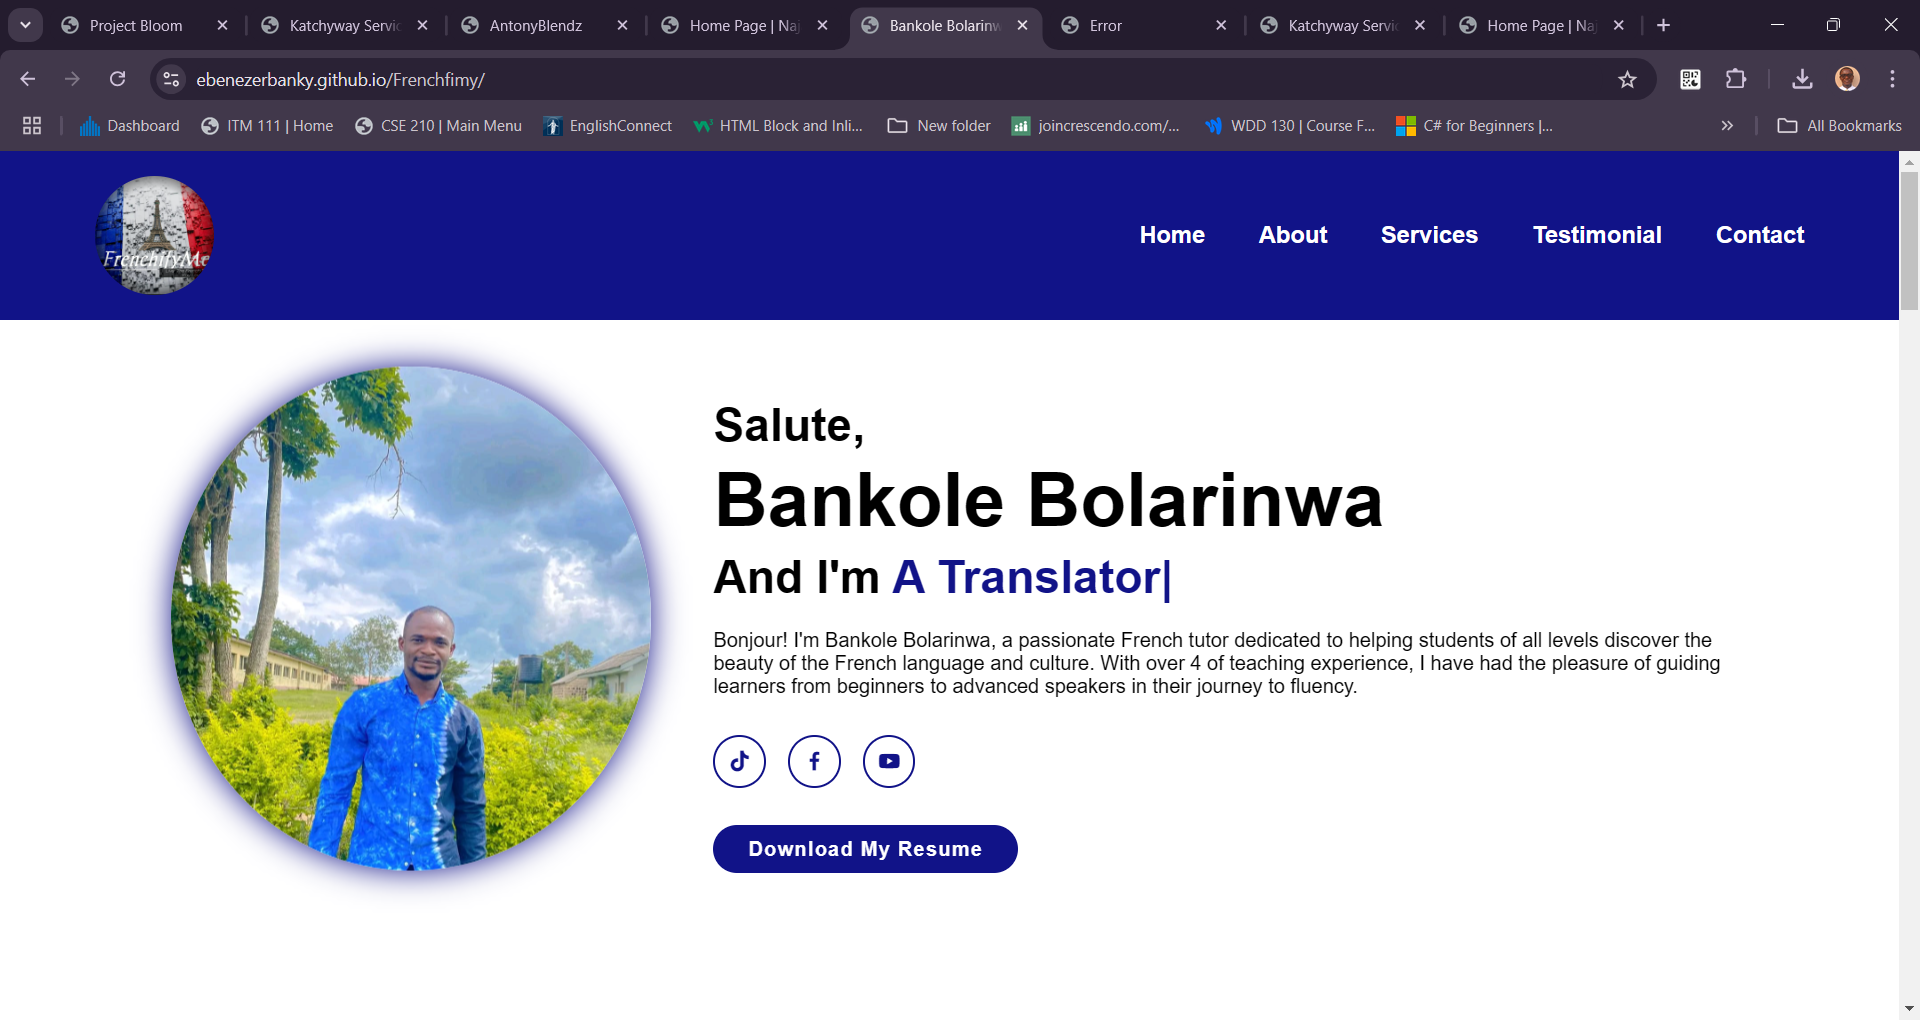 Project Bloom
Katchyway Servic
AntonyBlendz
Home Page | Naj
Bankole Bolarinw
Error
Katchyway Servic
Home Page | Naj
ebenezerbanky.github.io/Frenchfimy/
Dashboard
ITM 111 | Home
CSE 210 | Main Menu
EnglishConnect
HTML Block and Inli...
New folder
joincrescendo.com/...
WDD 130 | Course F...
C# for Beginners |...
All Bookmarks
FrenchifyMe
Home
About
Services
Testimonial
Contact
Salute,
Bankole Bolarinwa
And I'm A Translator|
Bonjour! I'm Bankole Bolarinwa, a passionate French tutor dedicated to helping students of all levels discover the
beauty of the French language and culture. With over 4 of teaching experience, I have had the pleasure of guiding
learners from beginners to advanced speakers in their journey to fluency.
Download My Resume